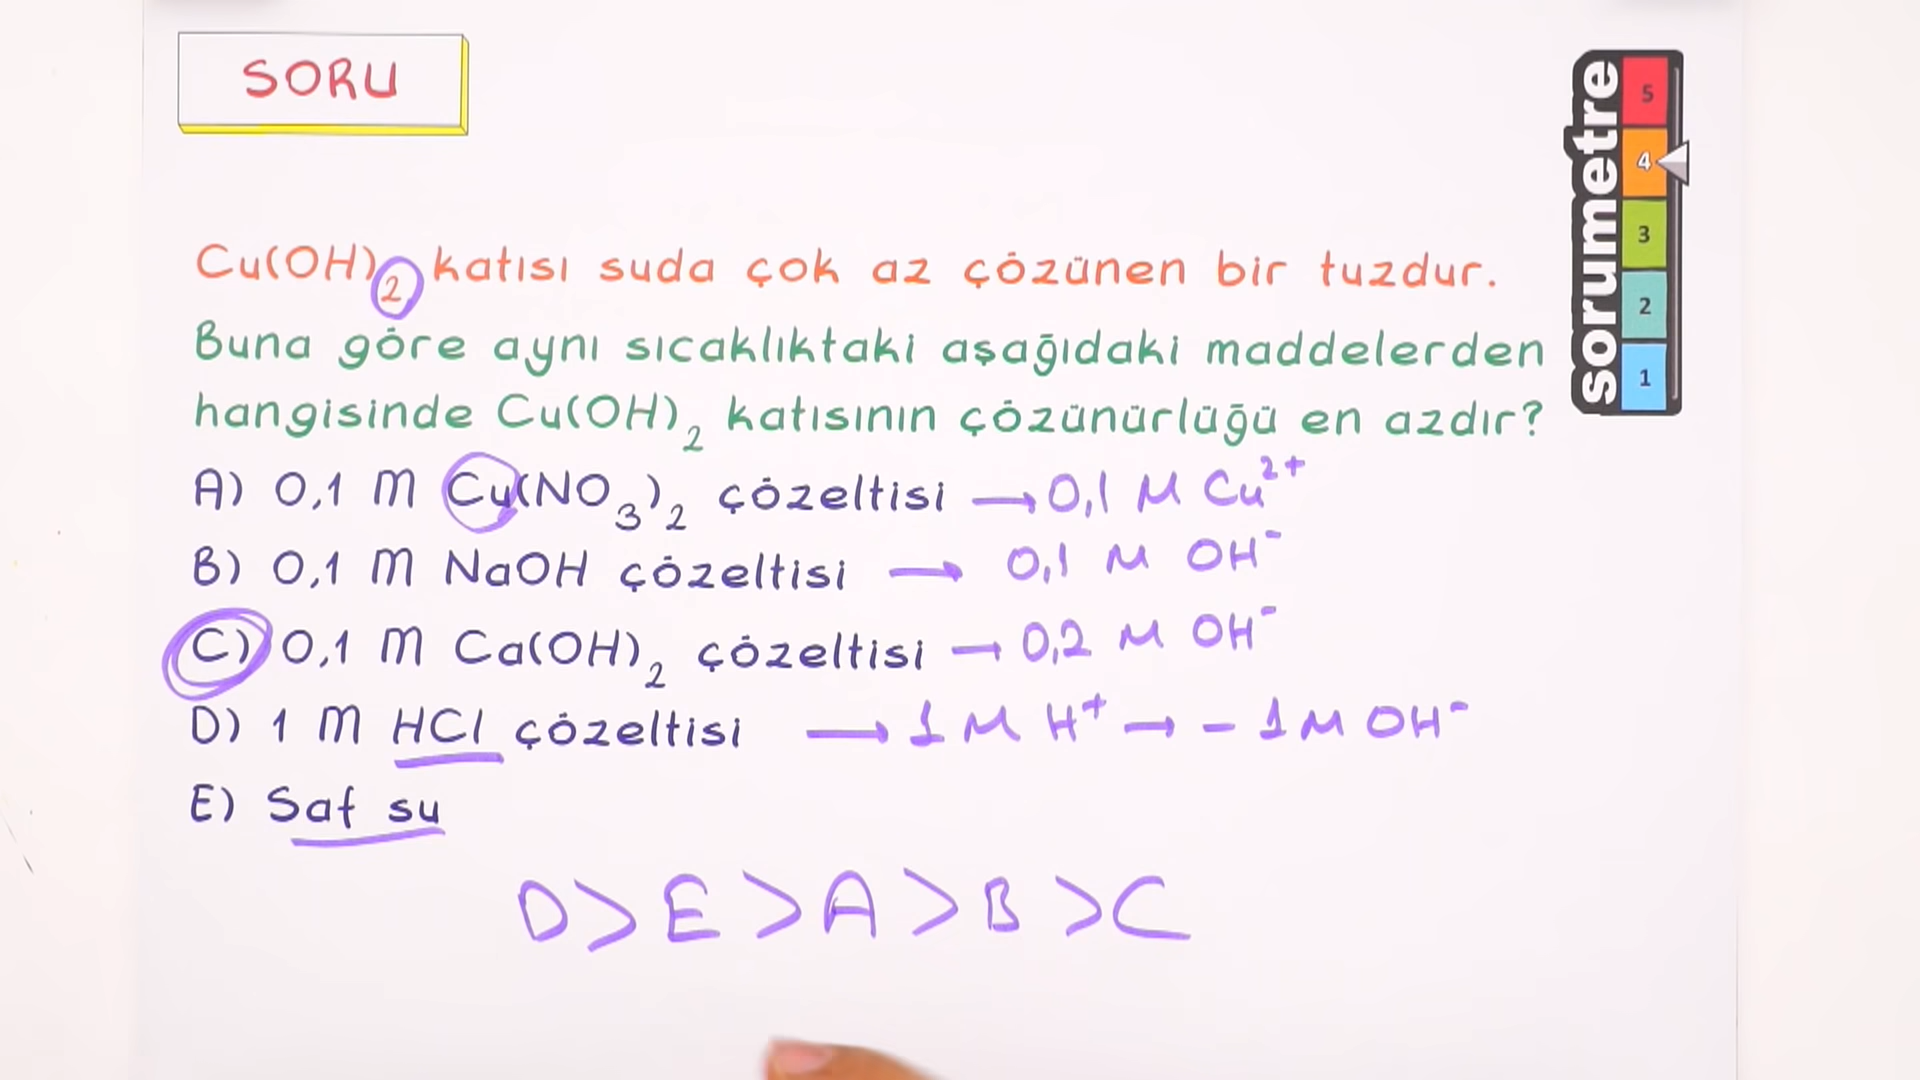 SORU
sorumetre
5
4
3
2
1
Cu(OH)₂ katısı suda çok az çözünen bir tuzdur.
Buna göre aynı sıcaklıktaki aşağıdaki maddelerden
hangisinde Cu(OH)₂ katısının çözünürlüğü en azdır?
A) 0,1 M Cu(NO₃)₂ çözeltisi → 0,1 M Cu²⁺
B) 0,1 M NaOH çözeltisi → 0,1 M OH⁻
C) 0,1 M Ca(OH)₂ çözeltisi → 0,2 M OH⁻
D) 1 M HCl çözeltisi → 1 M H⁺ → - 1 M OH⁻
E) Saf su
D > E > A > B > C